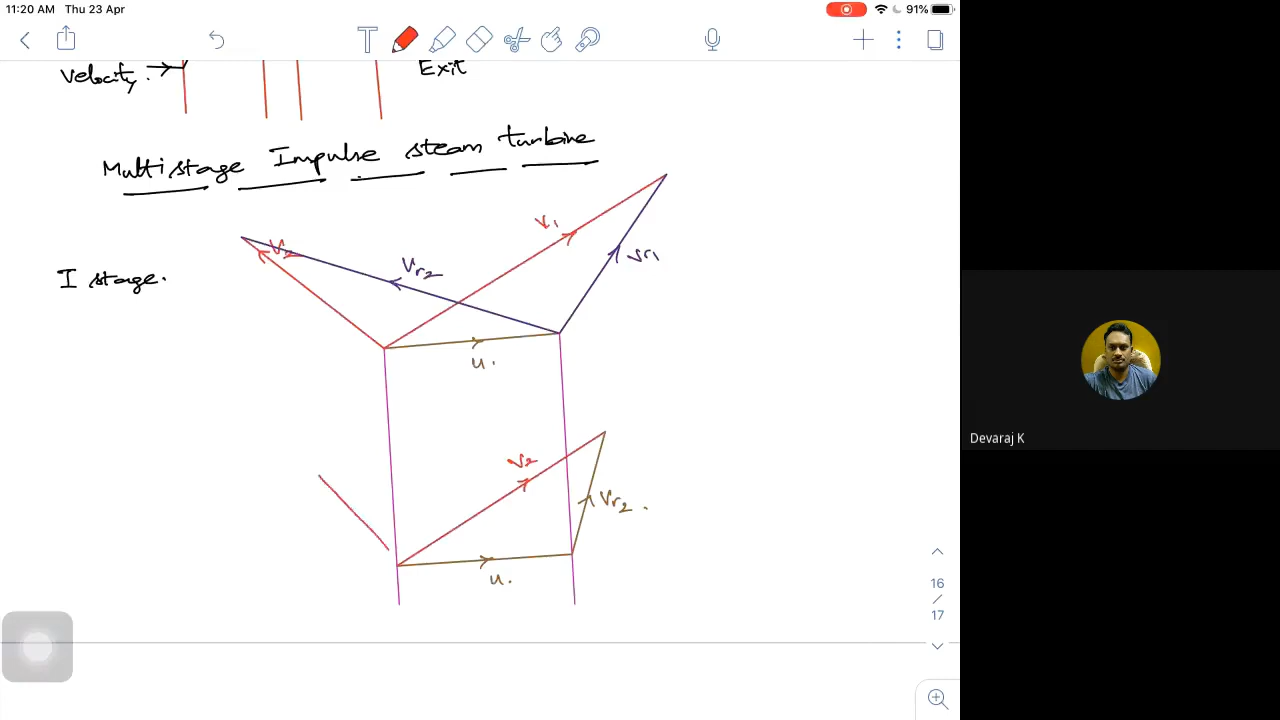 11:20 AM Thu 23 Apr
91%
T
Velocity.
Exit
Multistage Impulse steam turbine
V1
V2
Vr2
Vr1
I stage.
u.
V2
Vr2.
u.
Devaraj K
16
/
17